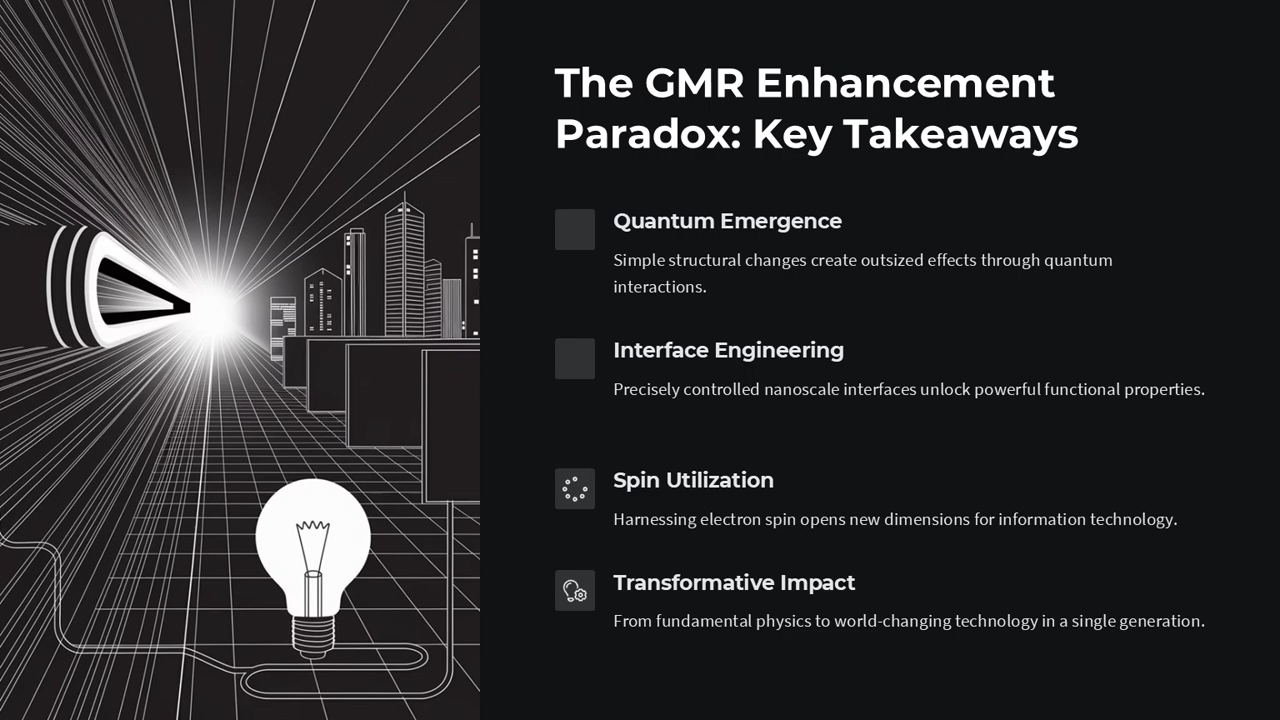 The GMR Enhancement
Paradox: Key Takeaways
Quantum Emergence
Simple structural changes create outsized effects through quantum
interactions.
Interface Engineering
Precisely controlled nanoscale interfaces unlock powerful functional properties.
Spin Utilization
Harnessing electron spin opens new dimensions for information technology.
Transformative Impact
From fundamental physics to world-changing technology in a single generation.